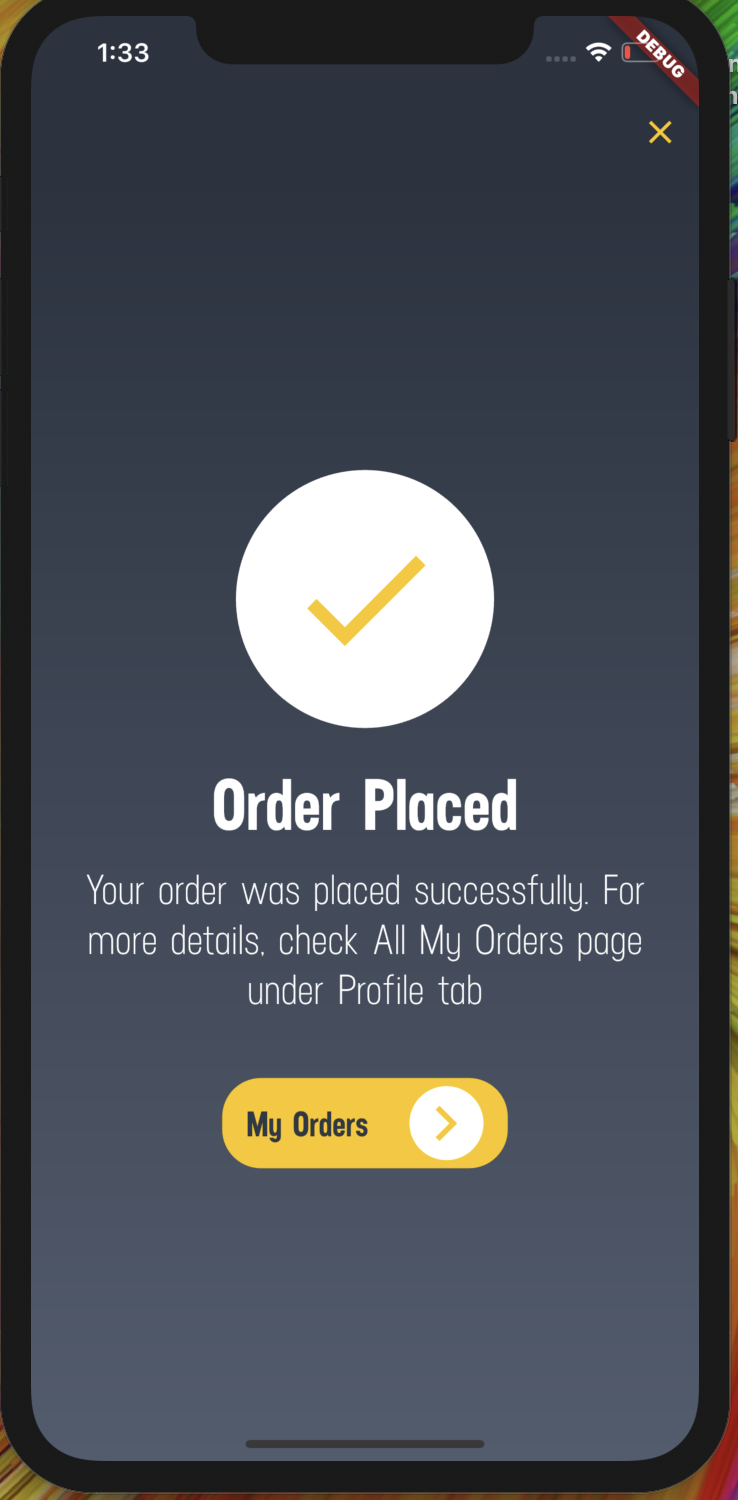 1:33
DEBUG
Order Placed
Your order was placed successfully. For
more details, check All My Orders page
under Profile tab
My Orders